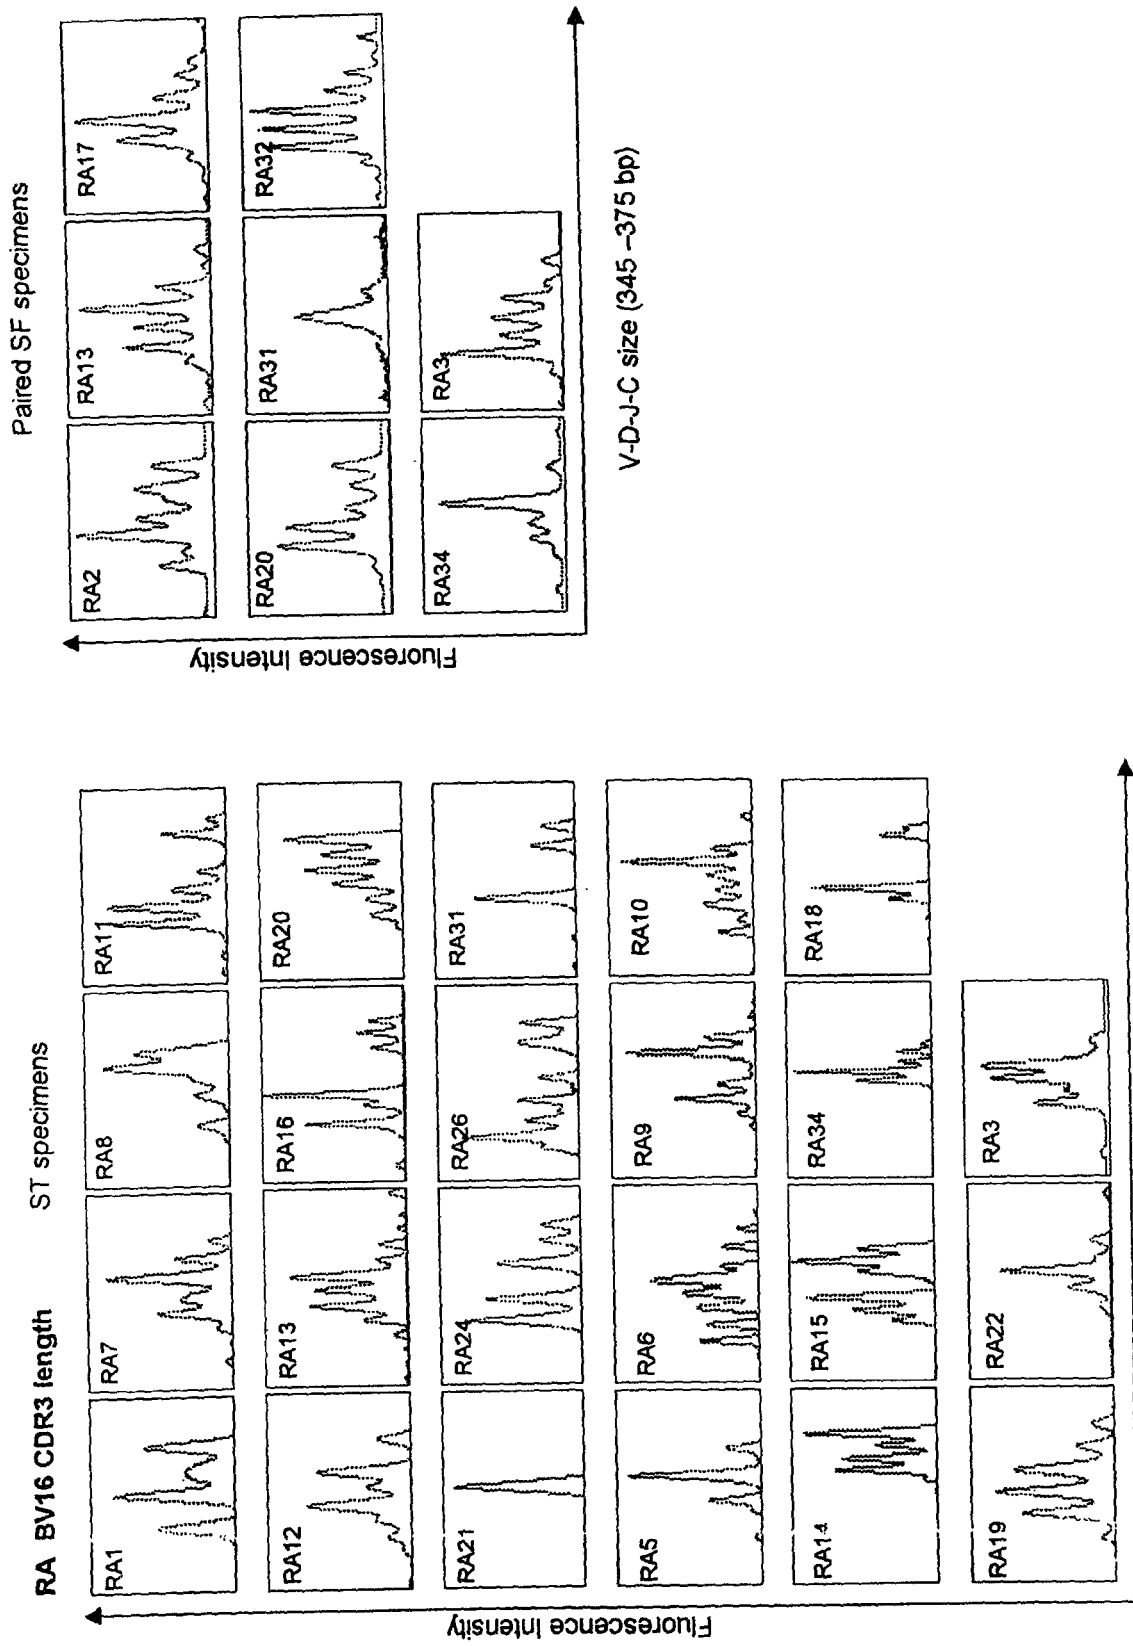 RA BV16 CDR3 length
ST specimens
RA1
RA7
RA8
RA11
RA12
RA13
RA16
RA20
RA21
RA24
RA26
RA31
RA5
RA6
RA9
RA10
RA14
RA15
RA34
RA18
RA19
RA22
RA3
Fluorescence Intensity
Paired SF specimens
RA2
RA13
RA17
RA20
RA31
RA32
RA34
RA3
Fluorescence Intensity
V-D-J-C size (345 –375 bp)